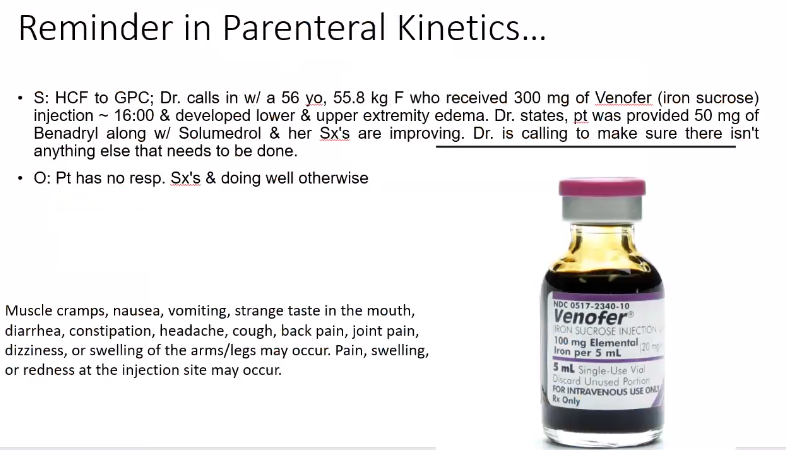 Reminder in Parenteral Kinetics...
• S: HCF to GPC; Dr. calls in w/ a 56 yo, 55.8 kg F who received 300 mg of Venofer (iron sucrose)
injection ~ 16:00 & developed lower & upper extremity edema. Dr. states, pt was provided 50 mg of
Benadryl along w/ Solumedrol & her Sx's are improving. Dr. is calling to make sure there isn't
anything else that needs to be done.
• O: Pt has no resp. Sx's & doing well otherwise
Muscle cramps, nausea, vomiting, strange taste in the mouth,
diarrhea, constipation, headache, cough, back pain, joint pain,
dizziness, or swelling of the arms/legs may occur. Pain, swelling,
or redness at the injection site may occur.
NDC 0517-2340-10
Venofer®
IRON SUCROSE INJECTION
100 mg Elemental
Iron per 5 mL
20 mg
5 mL Single-Use Vial
Discard Unused Portion
FOR INTRAVENOUS USE ONLY
Rx Only